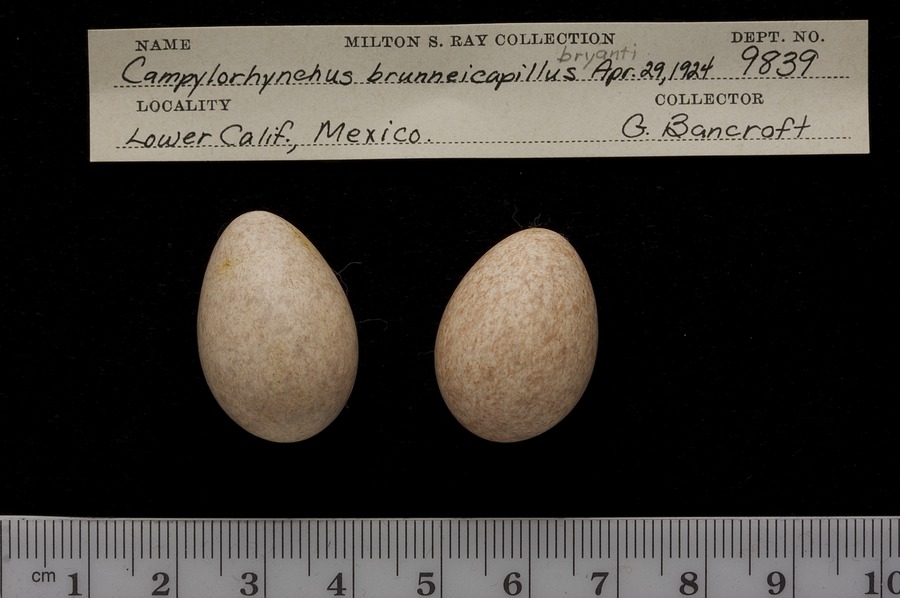 NAME MILTON S. RAY COLLECTION DEPT. NO.
bryanti
Campylorhynchus brunneicapillus Apr. 29, 1924 9839
LOCALITY COLLECTOR
Lower Calif., Mexico. G. Bancroft
cm 1 2 3 4 5 6 7 8 9 10